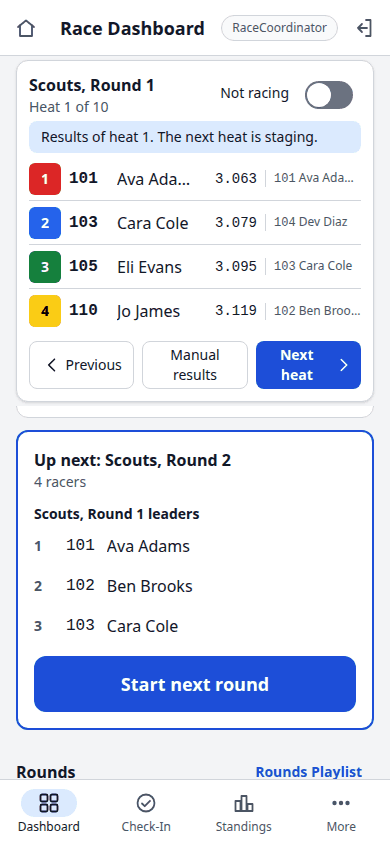 Race Dashboard
RaceCoordinator
Scouts, Round 1
Heat 1 of 10
Not racing
Results of heat 1. The next heat is staging.
1 101 Ava Ada... 3.063 101 Ava Ada...
2 103 Cara Cole 3.079 104 Dev Diaz
3 105 Eli Evans 3.095 103 Cara Cole
4 110 Jo James 3.119 102 Ben Broo...
Previous
Manual results
Next heat
Up next: Scouts, Round 2
4 racers
Scouts, Round 1 leaders
1 101 Ava Adams
2 102 Ben Brooks
3 103 Cara Cole
Start next round
Rounds
Rounds Playlist
Dashboard
Check-In
Standings
More